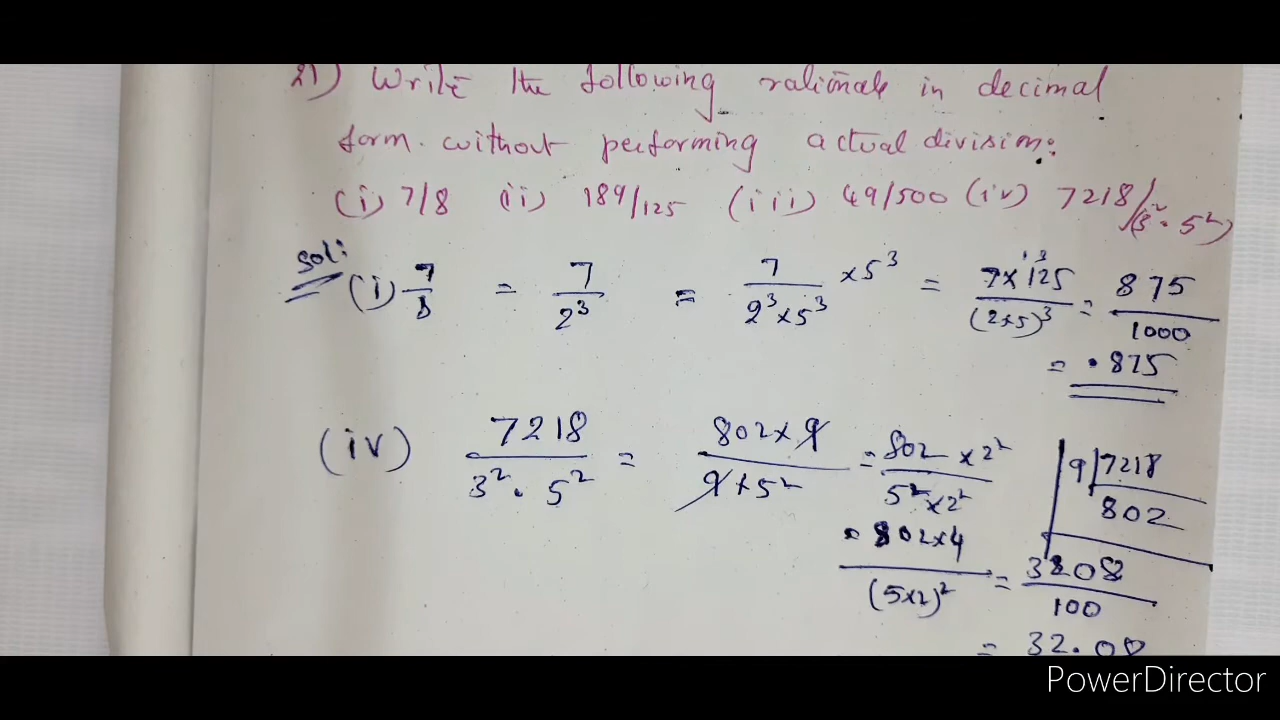 21) Write the following rationals in decimal
form without performing actual division:
(i) 7/8 (ii) 189/125 (iii) 49/500 (iv) 7218/(3². 5²)
Sol:
(i) 7/8 = 7/2³ = 7/2³×5³ ×5³ = 7×125/(2×5)³ = 875/1000
= .875
(iv) 7218/3². 5² = 802×9/9×5² = 802×2²/5²×2²
9 7218
802
802×4/(5×2)² = 3208/100
= 32.08
PowerDirector